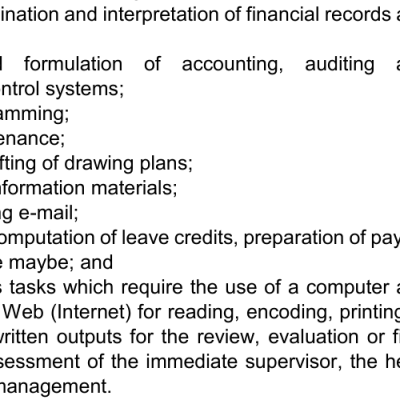 ination and interpretation of financial records
formulation of accounting, auditing
ntrol systems;
amming;
enance;
fting of drawing plans;
nformation materials;
ng e-mail;
omputation of leave credits, preparation of pay
e maybe; and
s tasks which require the use of a computer
Web (Internet) for reading, encoding, printing
written outputs for the review, evaluation or fi
sessment of the immediate supervisor, the he
management.